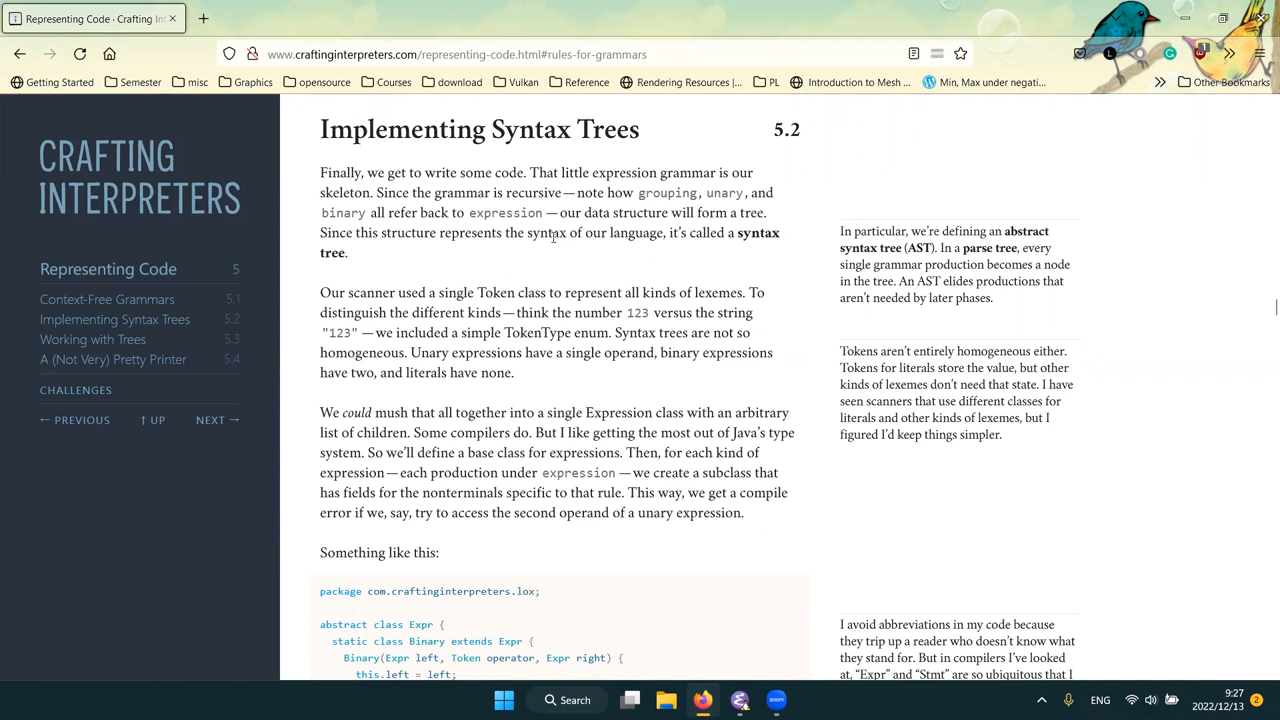 Representing Code · Crafting In
www.craftinginterpreters.com/representing-code.html#rules-for-grammars
Getting Started
Semester
misc
Graphics
opensource
Courses
download
Vulkan
Reference
Rendering Resources |...
PL
Introduction to Mesh ...
Min, Max under negati...
Other Bookmarks
CRAFTING
INTERPRETERS
Representing Code 5
Context-Free Grammars 5.1
Implementing Syntax Trees 5.2
Working with Trees 5.3
A (Not Very) Pretty Printer 5.4
CHALLENGES
← PREVIOUS ↑ UP NEXT →
Implementing Syntax Trees 5.2
Finally, we get to write some code. That little expression grammar is our
skeleton. Since the grammar is recursive—note how grouping, unary, and
binary all refer back to expression—our data structure will form a tree.
Since this structure represents the syntax of our language, it's called a syntax
tree.
Our scanner used a single Token class to represent all kinds of lexemes. To
distinguish the different kinds—think the number 123 versus the string
"123"—we included a simple TokenType enum. Syntax trees are not so
homogeneous. Unary expressions have a single operand, binary expressions
have two, and literals have none.
We could mush that all together into a single Expression class with an arbitrary
list of children. Some compilers do. But I like getting the most out of Java's type
system. So we'll define a base class for expressions. Then, for each kind of
expression—each production under expression—we create a subclass that
has fields for the nonterminals specific to that rule. This way, we get a compile
error if we, say, try to access the second operand of a unary expression.
Something like this:
package com.craftinginterpreters.lox;
abstract class Expr {
static class Binary extends Expr {
Binary(Expr left, Token operator, Expr right) {
this.left = left;
In particular, we're defining an abstract
syntax tree (AST). In a parse tree, every
single grammar production becomes a node
in the tree. An AST elides productions that
aren't needed by later phases.
Tokens aren't entirely homogeneous either.
Tokens for literals store the value, but other
kinds of lexemes don't need that state. I have
seen scanners that use different classes for
literals and other kinds of lexemes, but I
figured I'd keep things simpler.
I avoid abbreviations in my code because
they trip up a reader who doesn't know what
they stand for. But in compilers I've looked
at, "Expr" and "Stmt" are so ubiquitous that I
Search
zoom
ENG
9:27
2022/12/13
2